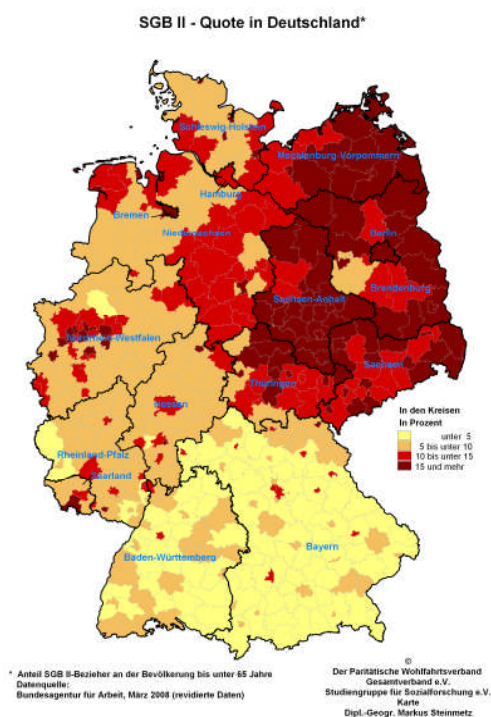 SGB II - Quote in Deutschland*
Schleswig-Holstein
Mecklenburg-Vorpommern
Hamburg
Bremen
Niedersachsen
Berlin
Brandenburg
Sachsen-Anhalt
Nordrhein-Westfalen
Sachsen
Thüringen
Hessen
In den Kreisen
In Prozent
unter 5
5 bis unter 10
10 bis unter 15
15 und mehr
Rheinland-Pfalz
Saarland
Bayern
Baden-Württemberg
* Anteil SGB II-Bezieher an der Bevölkerung bis unter 65 Jahre
Datenquelle:
Bundesagentur für Arbeit, März 2008 (revidierte Daten)
©
Der Paritätische Wohlfahrtsverband
Gesamtverband e.V.
Studiengruppe für Sozialforschung e.V.
Karte
Dipl.-Geogr. Markus Steinmetz